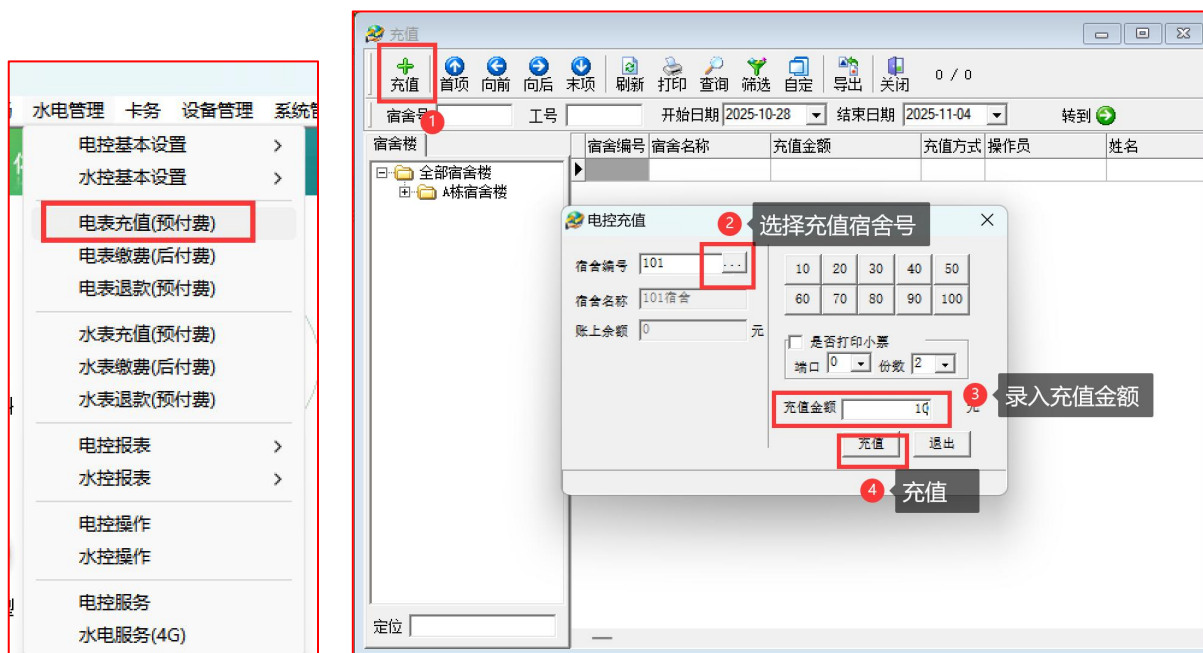 水电管理 卡务 设备管理 系统管
电控基本设置
水控基本设置
电表充值(预付费)
电表缴费(后付费)
电表退款(预付费)
水表充值(预付费)
水表缴费(后付费)
水表退款(预付费)
电控报表
水控报表
电控操作
水控操作
电控服务
水电服务(4G)
充值
充值 首项 向前 向后 末项 刷新 打印 查询 筛选 自定 导出 关闭 0 / 0
宿舍号 工号 开始日期 2025-10-28 结束日期 2025-11-04 转到
1
宿舍楼
宿舍编号 宿舍名称 充值金额 充值方式 操作员 姓名
全部宿舍楼
A栋宿舍楼
电控充值
2 选择充值宿舍号
宿舍编号 101 ...
宿舍名称 101宿舍
账上余额 0 元
10 20 30 40 50
60 70 80 90 100
是否打印小票
端口 0 份数 2
充值金额 10 元
3 录入充值金额
充值 退出
4 充值
定位